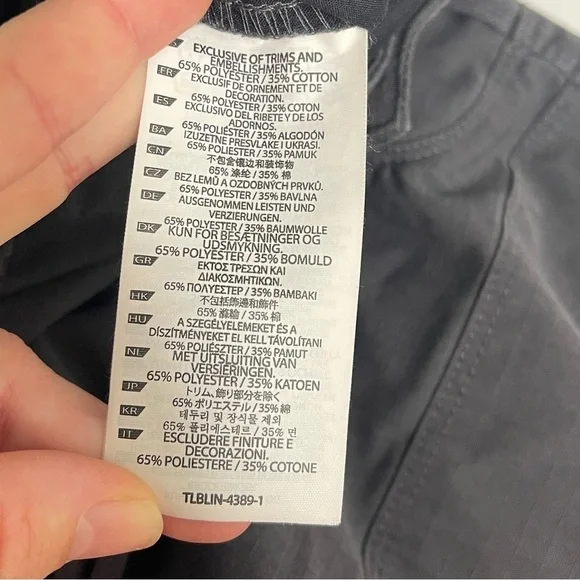 EXCLUSIVE OF TRIMS AND
EMBELLISHMENTS.
FR 65% POLYESTER / 35% COTTON
EXCLUSIF DE ORNEMENT ET DE
DECORATION.
ES 65% POLYESTER / 35% COTON
EXCLUSIVO DEL RIBETE Y DE LOS
ADORNOS.
BA 65% POLIÉSTER / 35% ALGODÓN
IZUZETNE PRESVLAKE I UKRASI.
CN 65% POLYESTER / 35% PAMUK
不包含镶边和装饰物
CZ 65% 涤纶 / 35% 棉
BEZ LEMŮ A OZDOBNÝCH PRVKŮ.
DE 65% POLYESTER / 35% BAVLNA
AUSGENOMMEN LEISTEN UND
VERZIERUNGEN.
DK 65% POLYESTER / 35% BAUMWOLLE
KUN FOR BESÆTNINGER OG
UDSMYKNING.
GR 65% POLYESTER / 35% BOMULD
ΕΚΤΟΣ ΤΡΕΣΩΝ ΚΑΙ
ΔΙΑΚΟΣΜΗΤΙΚΩΝ.
HK 65% ΠΟΛΥΕΣΤΕΡ / 35% ΒΑΜΒΑΚΙ
不包括飾邊和飾件
HU 65% 滌綸 / 35% 棉
A SZEGÉLYELEMEKET ÉS A
DÍSZÍTMÉNYEKET EL KELL TÁVOLÍTANI
NL 65% POLIÉSZTER / 35% PAMUT
MET UITSLUITING VAN
VERSIERINGEN.
JP 65% POLYESTER / 35% KATOEN
トリム、飾り部分を除く
KR 65% ポリエステル / 35% 綿
테두리 및 장식물 제외
IT 65% 폴리에스테르 / 35% 면
ESCLUDERE FINITURE E
DECORAZIONI.
65% POLIESTERE / 35% COTONE
TLBLIN-4389-1